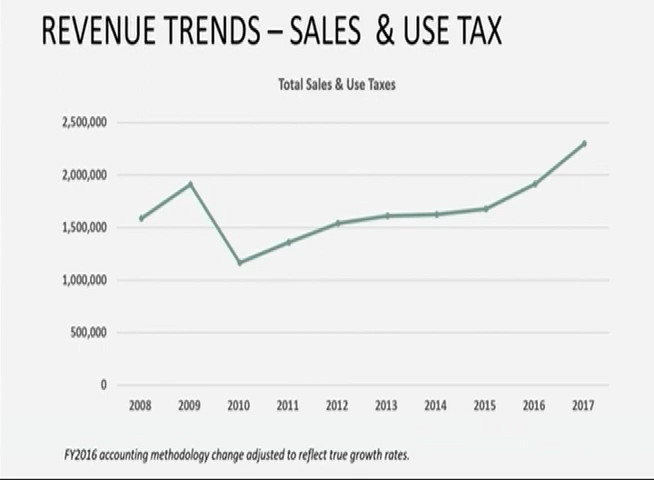 REVENUE TRENDS – SALES & USE TAX
Total Sales & Use Taxes
2,500,000
2,000,000
1,500,000
1,000,000
500,000
0
2008 2009 2010 2011 2012 2013 2014 2015 2016 2017
FY2016 accounting methodology change adjusted to reflect true growth rates.